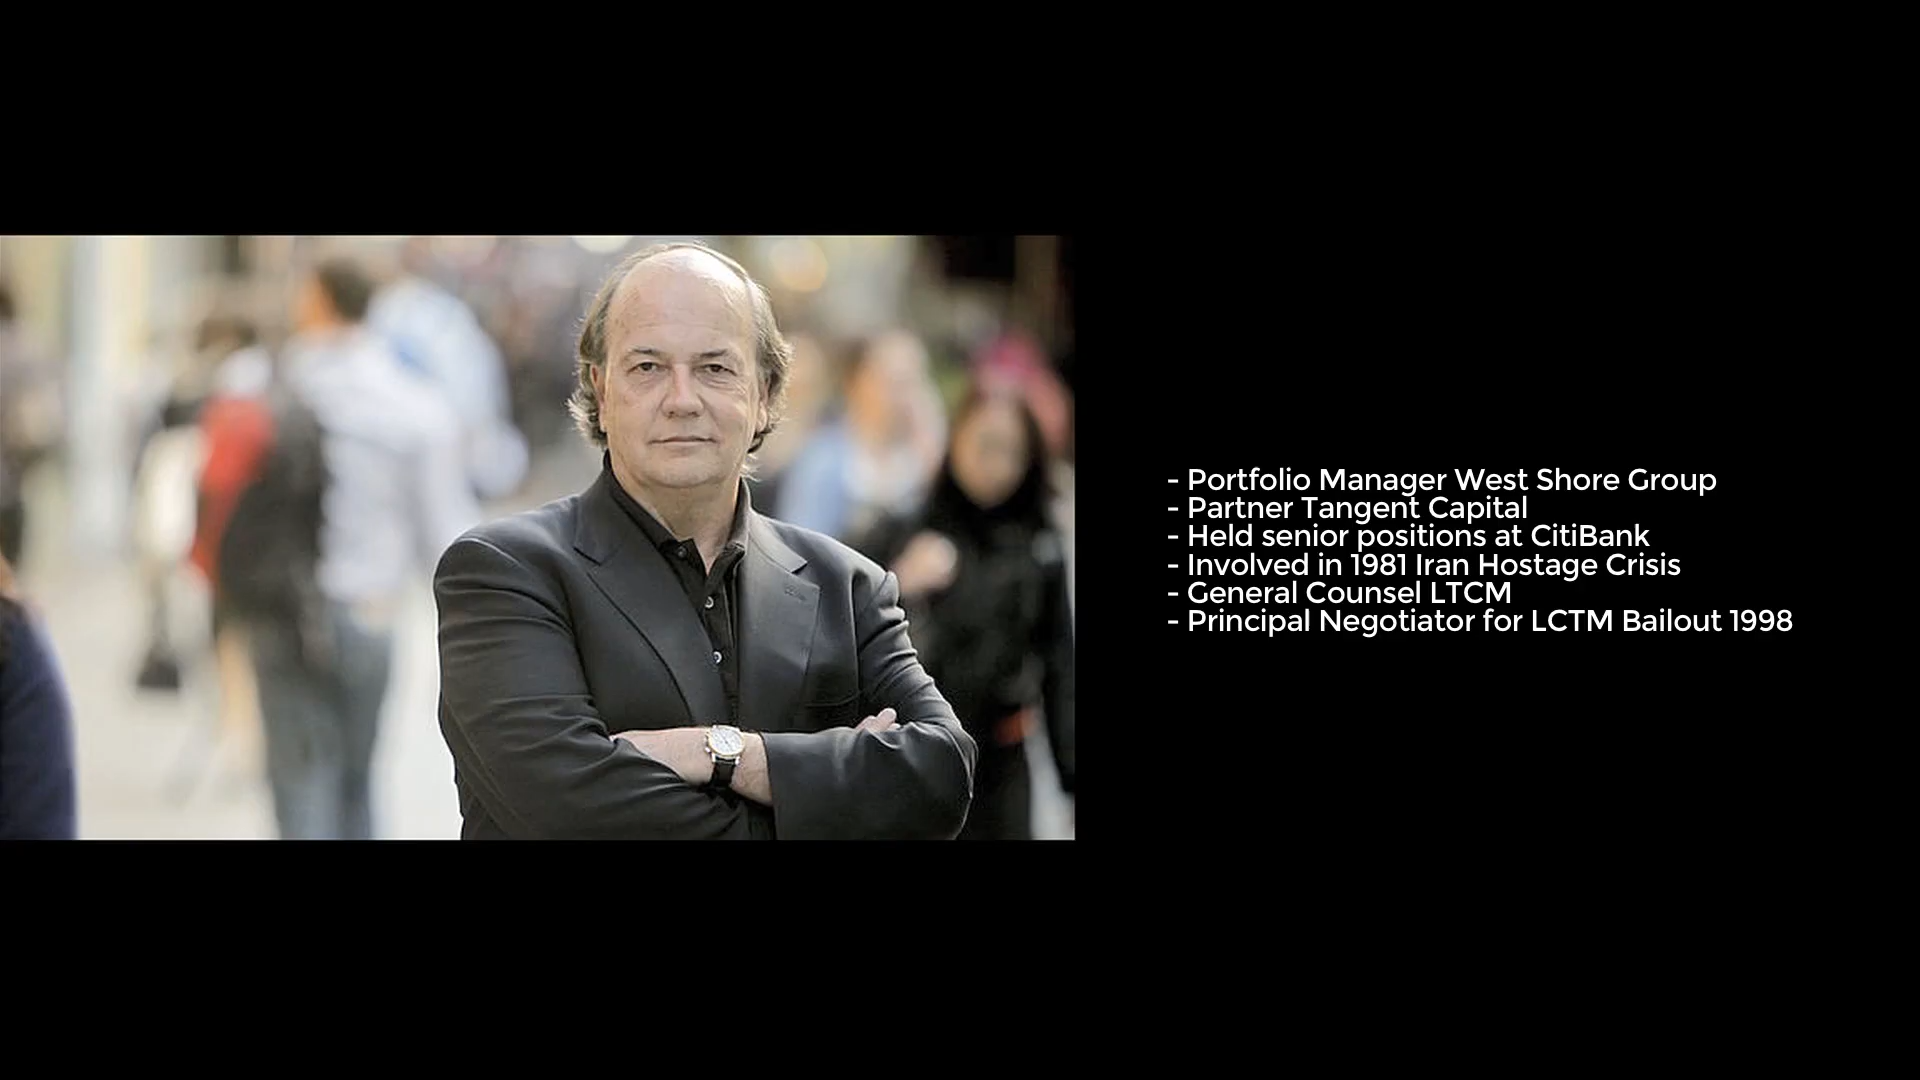 - Portfolio Manager West Shore Group
- Partner Tangent Capital
- Held senior positions at CitiBank
- Involved in 1981 Iran Hostage Crisis
- General Counsel LTCM
- Principal Negotiator for LCTM Bailout 1998